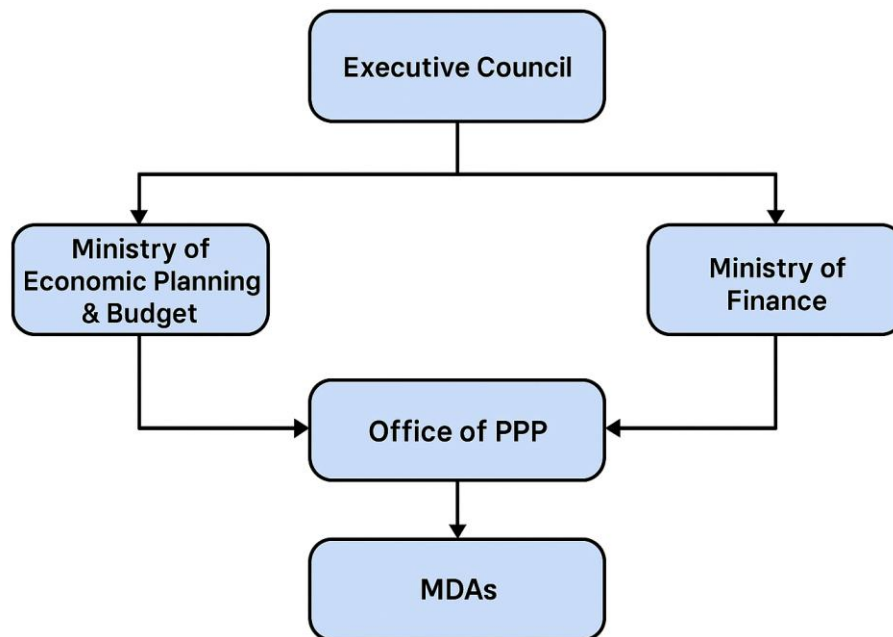 Executive Council
Ministry of
Economic Planning
& Budget
Ministry of
Finance
Office of PPP
MDAs